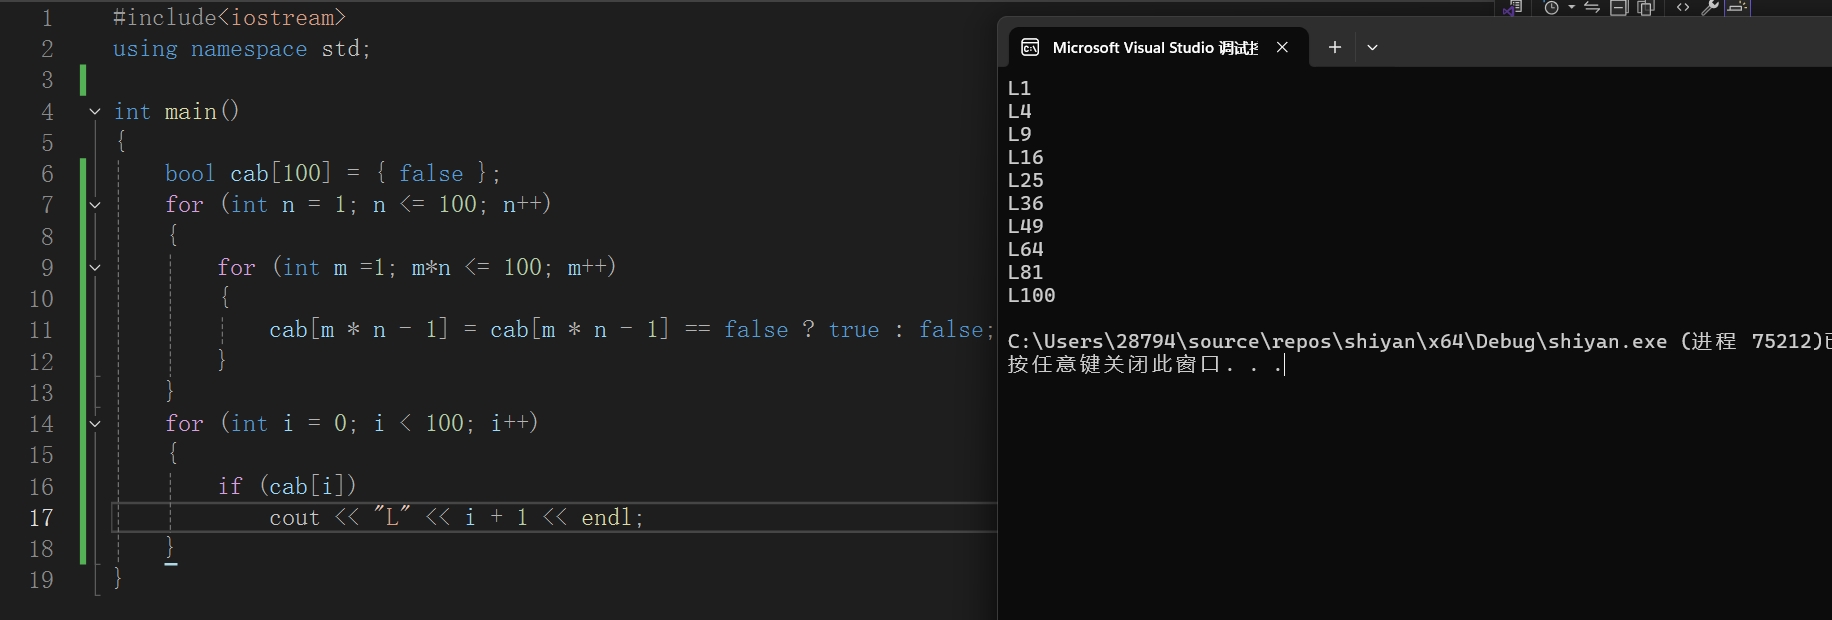 1 #include<iostream>
2 using namespace std;
3
4 int main()
5 {
6 bool cab[100] = { false };
7 for (int n = 1; n <= 100; n++)
8 {
9 for (int m =1; m*n <= 100; m++)
10 {
11 cab[m * n - 1] = cab[m * n - 1] == false ? true : false;
12 }
13 }
14 for (int i = 0; i < 100; i++)
15 {
16 if (cab[i])
17 cout << "L" << i + 1 << endl;
18 }
19 }
Microsoft Visual Studio 调试
L1
L4
L9
L16
L25
L36
L49
L64
L81
L100
C:\Users\28794\source\repos\shiyan\x64\Debug\shiyan.exe (进程 75212)已
按任意键关闭此窗口. . .